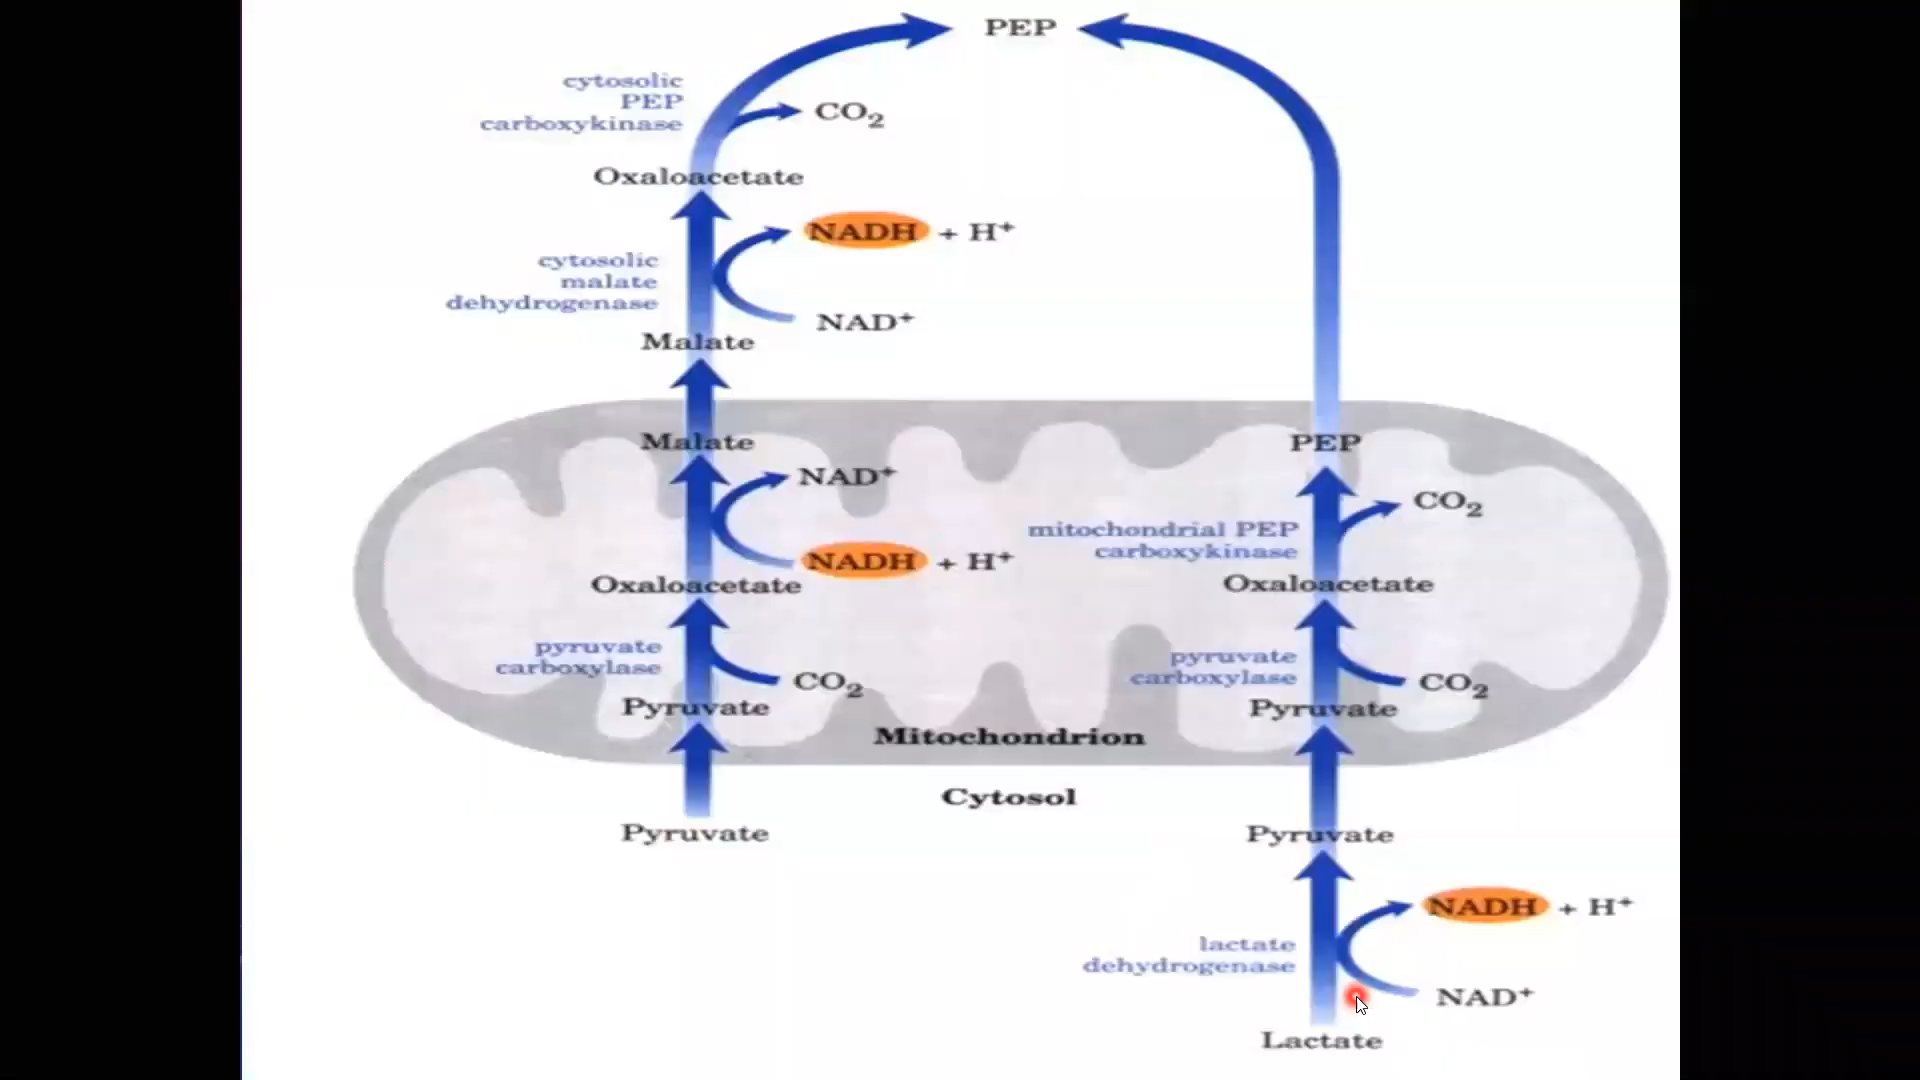 PEP
cytosolic
PEP
carboxykinase
CO2
Oxaloacetate
NADH + H+
cytosolic
malate
dehydrogenase
NAD+
Malate
Malate
NAD+
NADH + H+
Oxaloacetate
pyruvate
carboxylase
CO2
Pyruvate
Pyruvate
PEP
CO2
mitochondrial PEP
carboxykinase
Oxaloacetate
pyruvate
carboxylase
CO2
Pyruvate
Mitochondrion
Cytosol
Pyruvate
NADH + H+
lactate
dehydrogenase
NAD+
Lactate